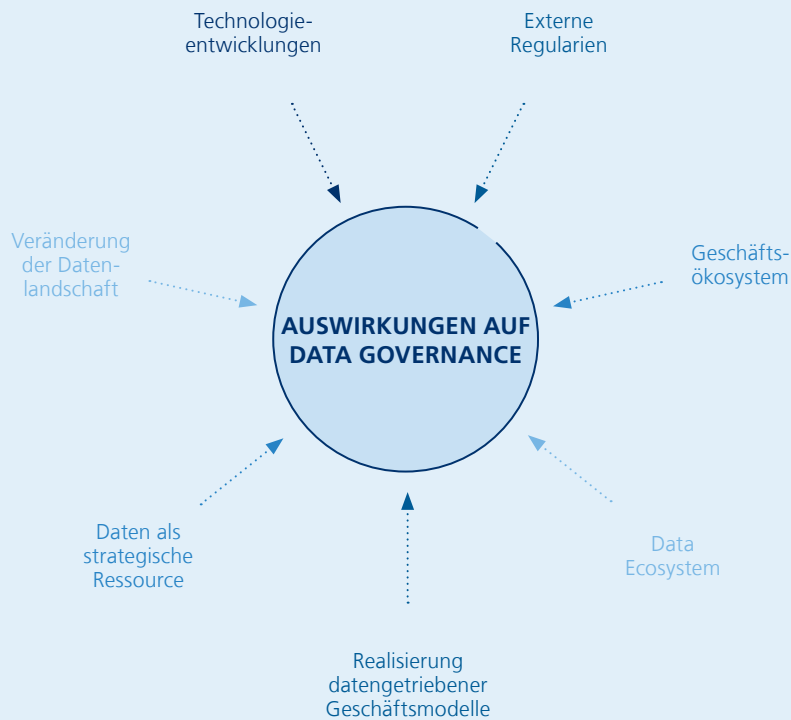 Technologie-
entwicklungen
Externe
Regularien
Veränderung
der Daten-
landschaft
Geschäfts-
ökosystem
AUSWIRKUNGEN AUF
DATA GOVERNANCE
Daten als
strategische
Ressource
Data
Ecosystem
Realisierung
datengetriebener
Geschäftsmodelle